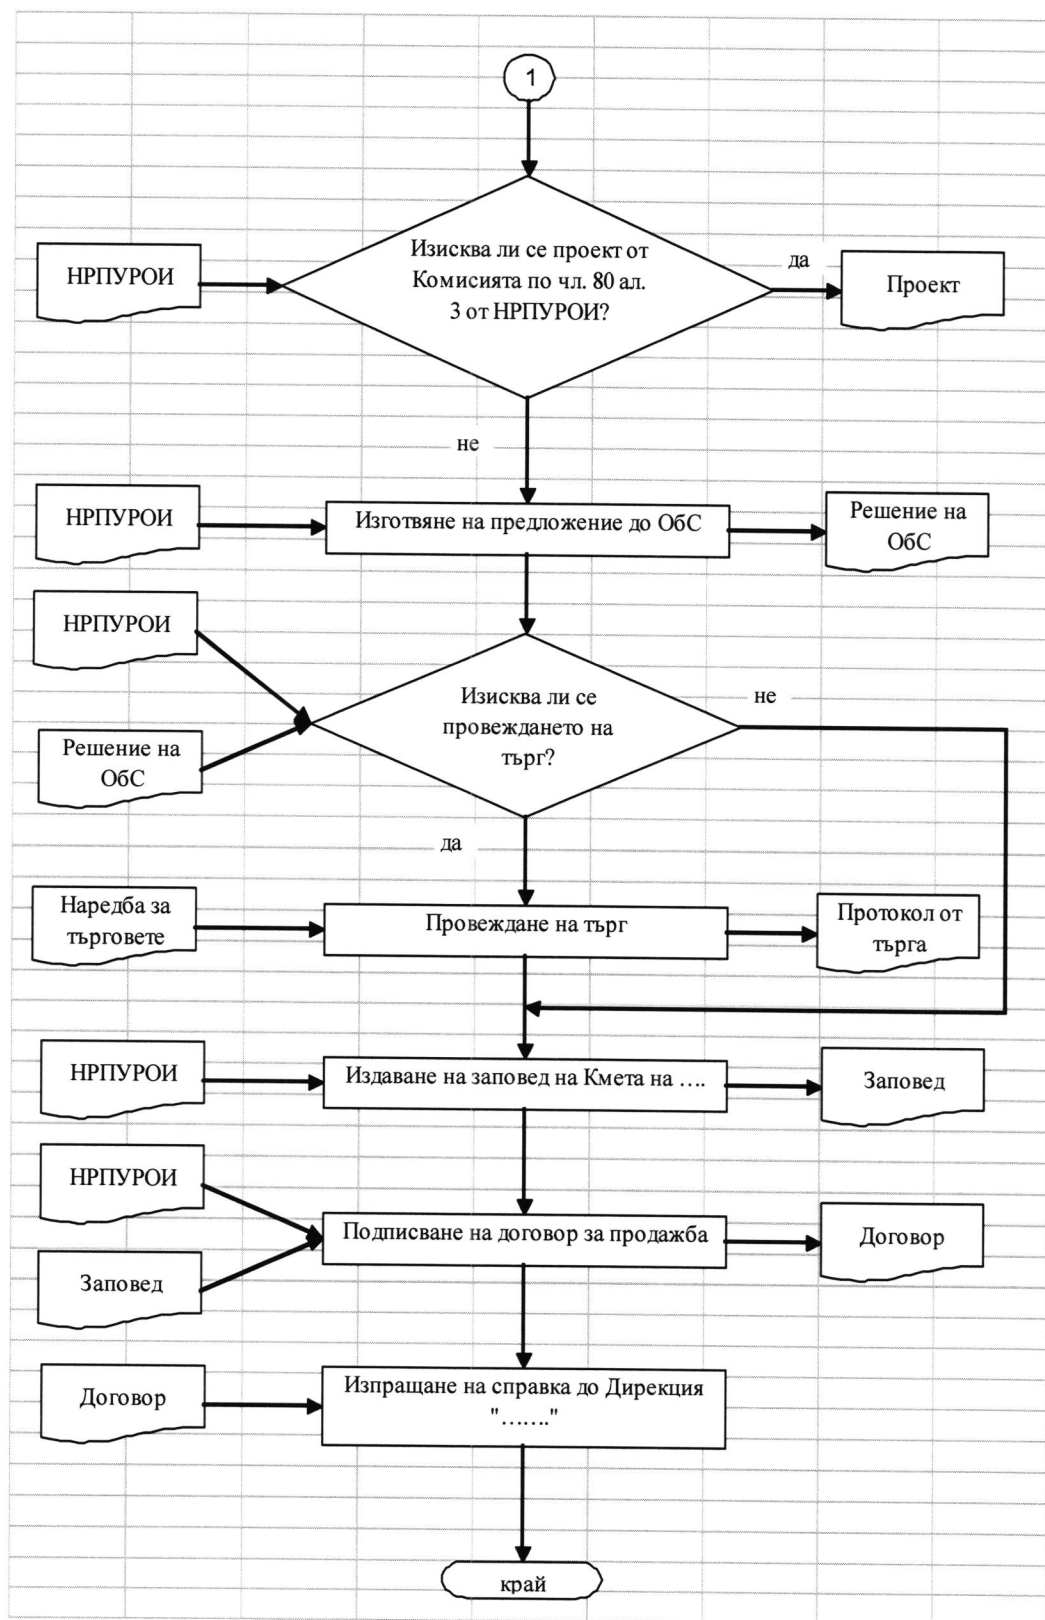 1
Изисква ли се проект от
Комисията по чл. 80 ал.
3 от НРПУРОИ?
НРПУРОИ
да
Проект
не
НРПУРОИ
Изготвяне на предложение до ОбС
Решение на
ОбС
НРПУРОИ
Решение на
ОбС
Изисква ли се
провеждането на
търг?
не
да
Наредба за
търговете
Провеждане на търг
Протокол от
търга
НРПУРОИ
Издаване на заповед на Кмета на ….
Заповед
НРПУРОИ
Заповед
Подписване на договор за продажба
Договор
Договор
Изпращане на справка до Дирекция
"……."
край